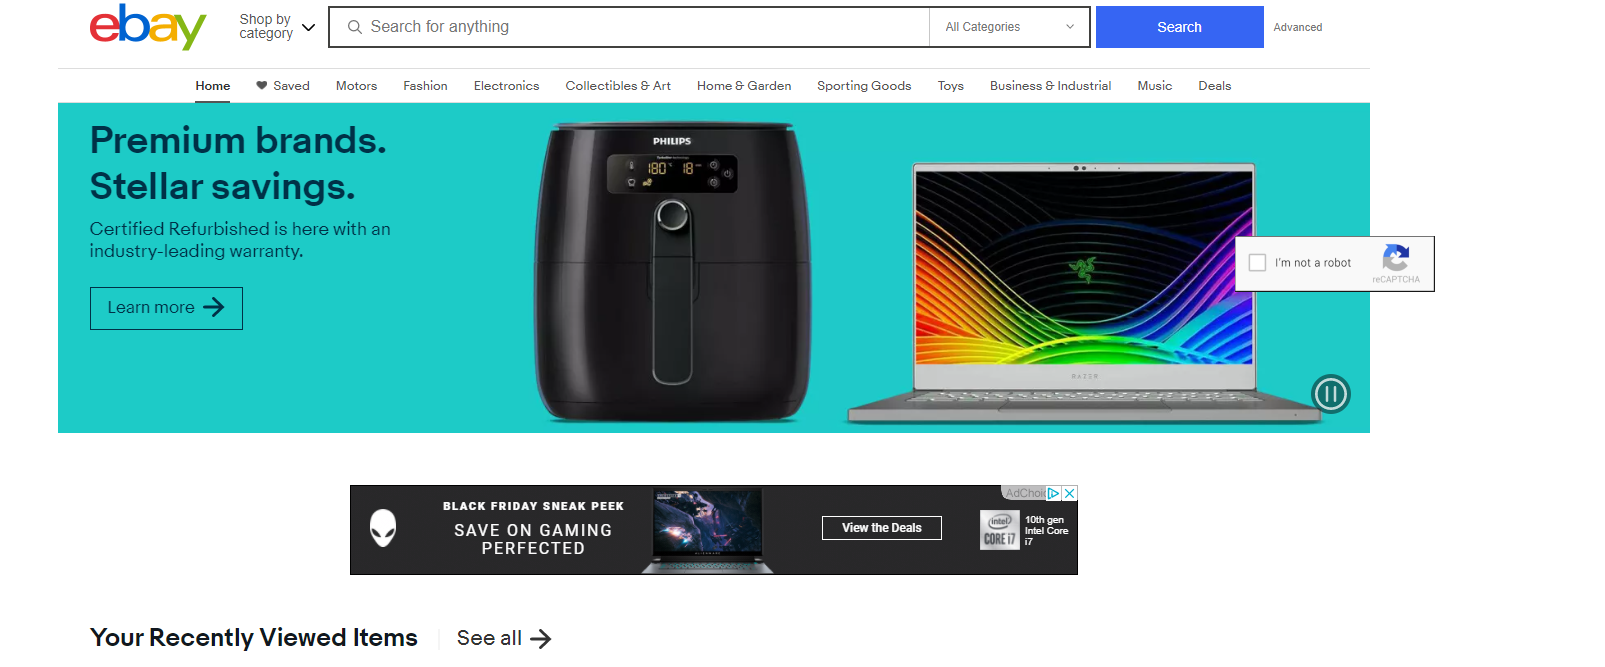 ebay
Shop by
category
Search for anything
All Categories
Search
Advanced
Home
Saved
Motors
Fashion
Electronics
Collectibles & Art
Home & Garden
Sporting Goods
Toys
Business & Industrial
Music
Deals
Premium brands.
Stellar savings.
Certified Refurbished is here with an
industry-leading warranty.
Learn more
PHILIPS
180 18
RAZER
I'm not a robot
reCAPTCHA
BLACK FRIDAY SNEAK PEEK
SAVE ON GAMING
PERFECTED
ALIENWARE
View the Deals
AdChoi
intel
CORE i7
10th gen
Intel Core
i7
Your Recently Viewed Items
See all